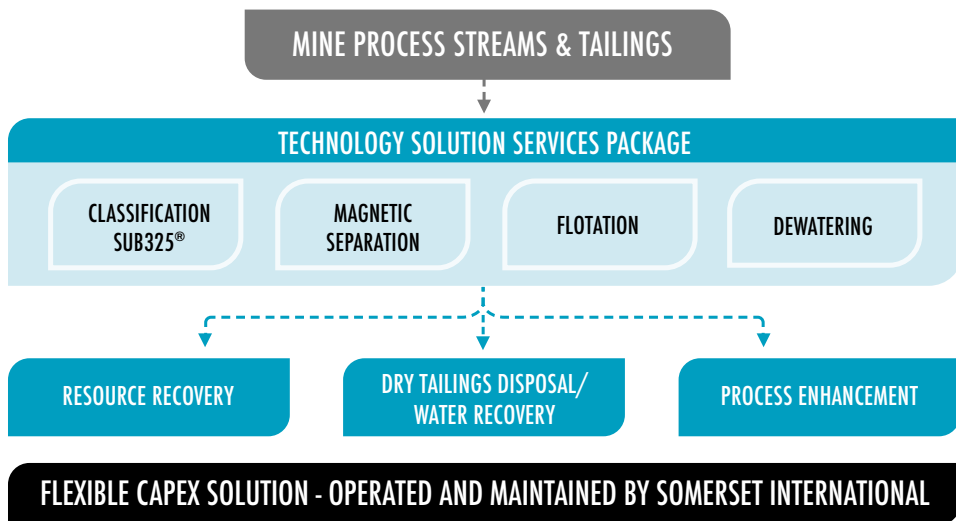 MINE PROCESS STREAMS & TAILINGS
TECHNOLOGY SOLUTION SERVICES PACKAGE
CLASSIFICATION
SUB325®
MAGNETIC
SEPARATION
FLOTATION
DEWATERING
RESOURCE RECOVERY
DRY TAILINGS DISPOSAL/
WATER RECOVERY
PROCESS ENHANCEMENT
FLEXIBLE CAPEX SOLUTION - OPERATED AND MAINTAINED BY SOMERSET INTERNATIONAL